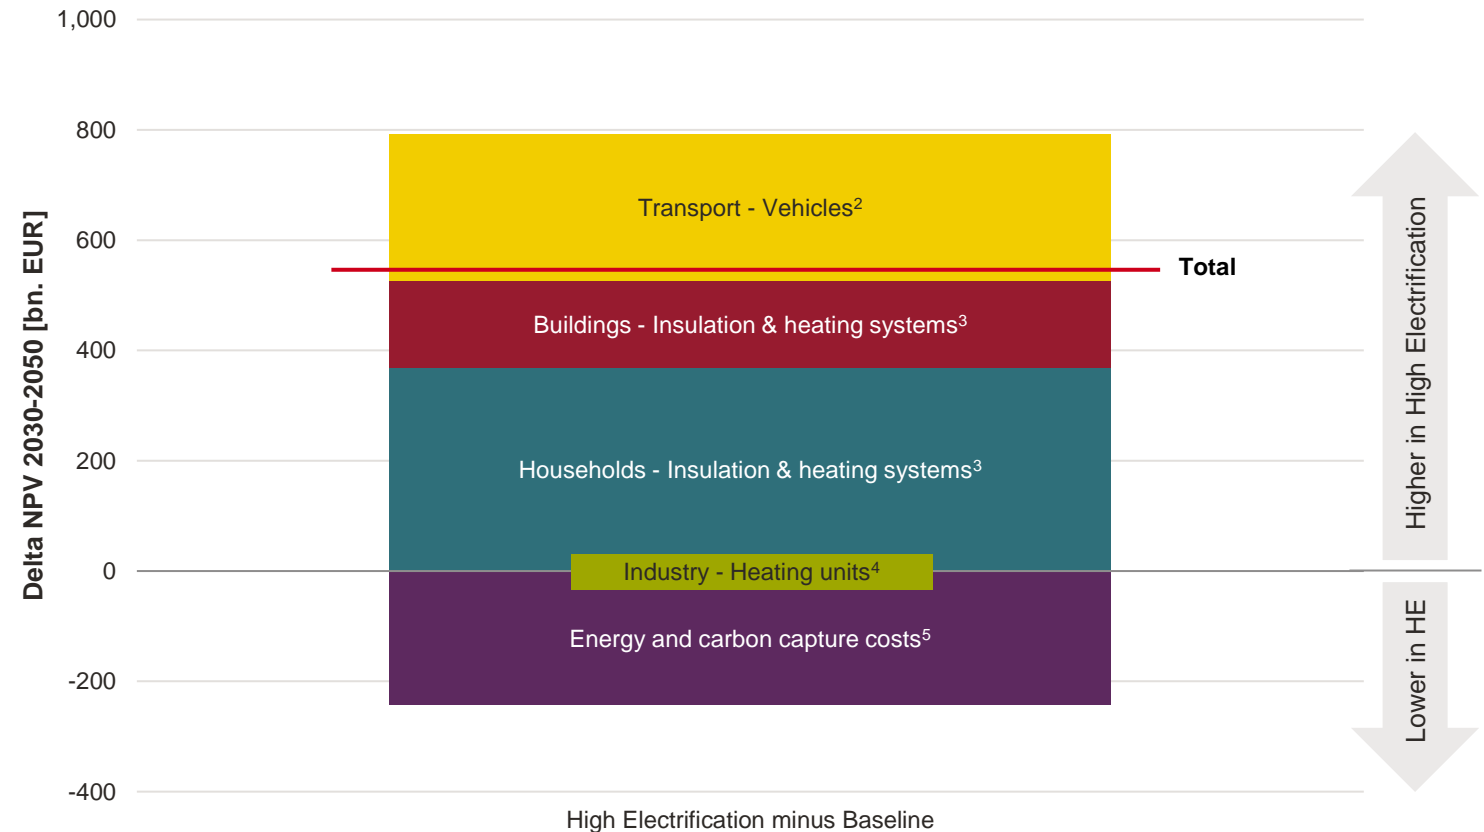 1,000
800
600
400
200
0
-200
-400
Delta NPV 2030-2050 [bn. EUR]
Transport - Vehicles²
Total
Buildings - Insulation & heating systems³
Households - Insulation & heating systems³
Industry - Heating units⁴
Energy and carbon capture costs⁵
Higher in High Electrification
Lower in HE
High Electrification minus Baseline